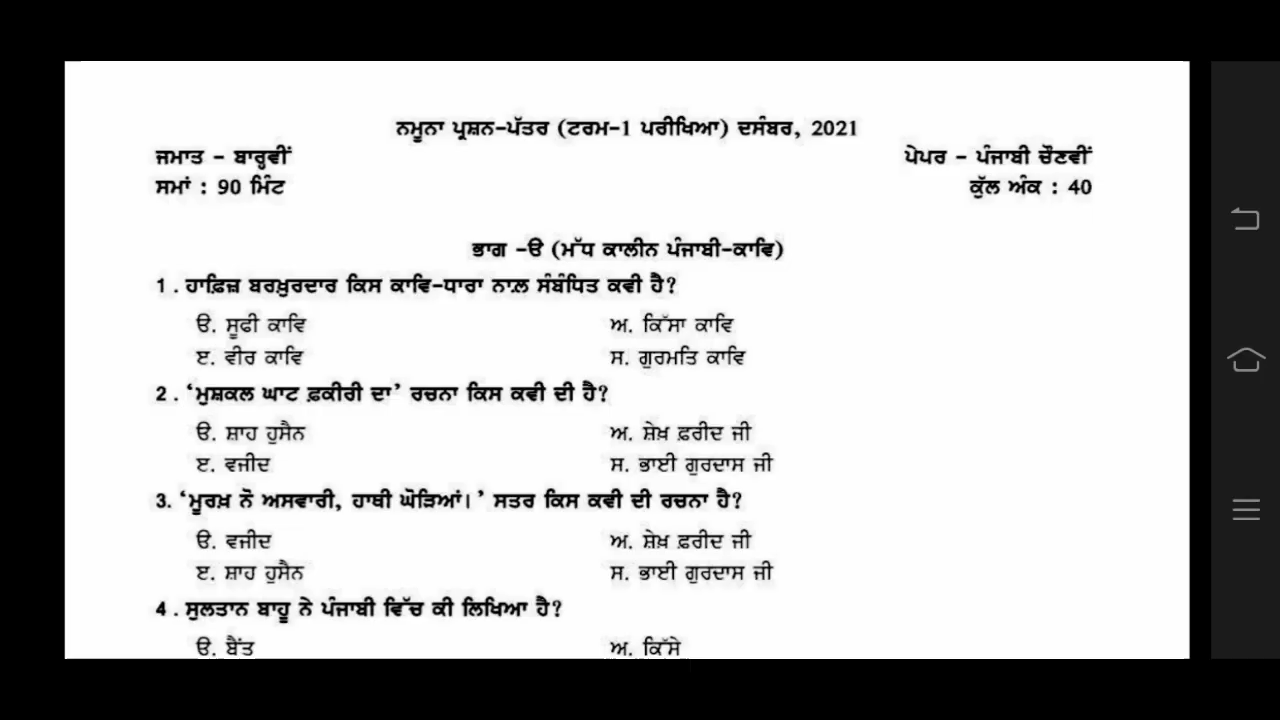 ਨਮੂਨਾ ਪ੍ਰਸ਼ਨ-ਪੱਤਰ (ਟਰਮ-1 ਪਰੀਖਿਆ) ਦਸੰਬਰ, 2021
ਜਮਾਤ - ਬਾਰ੍ਹਵੀਂ ਪੇਪਰ - ਪੰਜਾਬੀ ਚੌਣਵੀਂ
ਸਮਾਂ : 90 ਮਿੰਟ ਕੁੱਲ ਅੰਕ : 40
ਭਾਗ -ੳ (ਮੱਧ ਕਾਲੀਨ ਪੰਜਾਬੀ-ਕਾਵਿ)
1 . ਹਾਫ਼ਿਜ਼ ਬਰਖ਼ੁਰਦਾਰ ਕਿਸ ਕਾਵਿ-ਧਾਰਾ ਨਾਲ਼ ਸੰਬੰਧਿਤ ਕਵੀ ਹੈ?
ੳ. ਸੂਫੀ ਕਾਵਿ ਅ. ਕਿੱਸਾ ਕਾਵਿ
ੲ. ਵੀਰ ਕਾਵਿ ਸ. ਗੁਰਮਤਿ ਕਾਵਿ
2 . ‘ਮੁਸ਼ਕਲ ਘਾਟ ਫ਼ਕੀਰੀ ਦਾ’ ਰਚਨਾ ਕਿਸ ਕਵੀ ਦੀ ਹੈ?
ੳ. ਸ਼ਾਹ ਹੁਸੈਨ ਅ. ਸ਼ੇਖ਼ ਫ਼ਰੀਦ ਜੀ
ੲ. ਵਜੀਦ ਸ. ਭਾਈ ਗੁਰਦਾਸ ਜੀ
3. ‘ਮੂਰਖ਼ ਨੋ ਅਸਵਾਰੀ, ਹਾਥੀ ਘੋੜਿਆਂ।’ ਸਤਰ ਕਿਸ ਕਵੀ ਦੀ ਰਚਨਾ ਹੈ?
ੳ. ਵਜੀਦ ਅ. ਸ਼ੇਖ਼ ਫ਼ਰੀਦ ਜੀ
ੲ. ਸ਼ਾਹ ਹੁਸੈਨ ਸ. ਭਾਈ ਗੁਰਦਾਸ ਜੀ
4 . ਸੁਲਤਾਨ ਬਾਹੂ ਨੇ ਪੰਜਾਬੀ ਵਿੱਚ ਕੀ ਲਿਖਿਆ ਹੈ?
ੳ. ਬੈਂਤ ਅ. ਕਿੱਸੇ